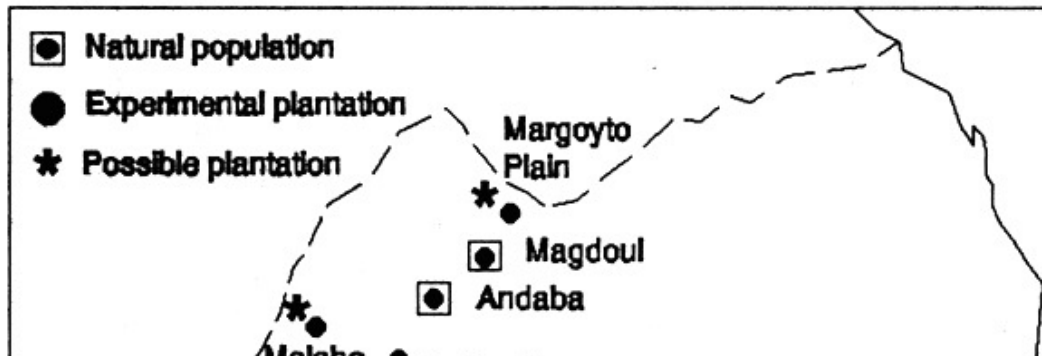 Natural population
Experimental plantation
Possible plantation
Margoyto
Plain
Magdoul
Andaba